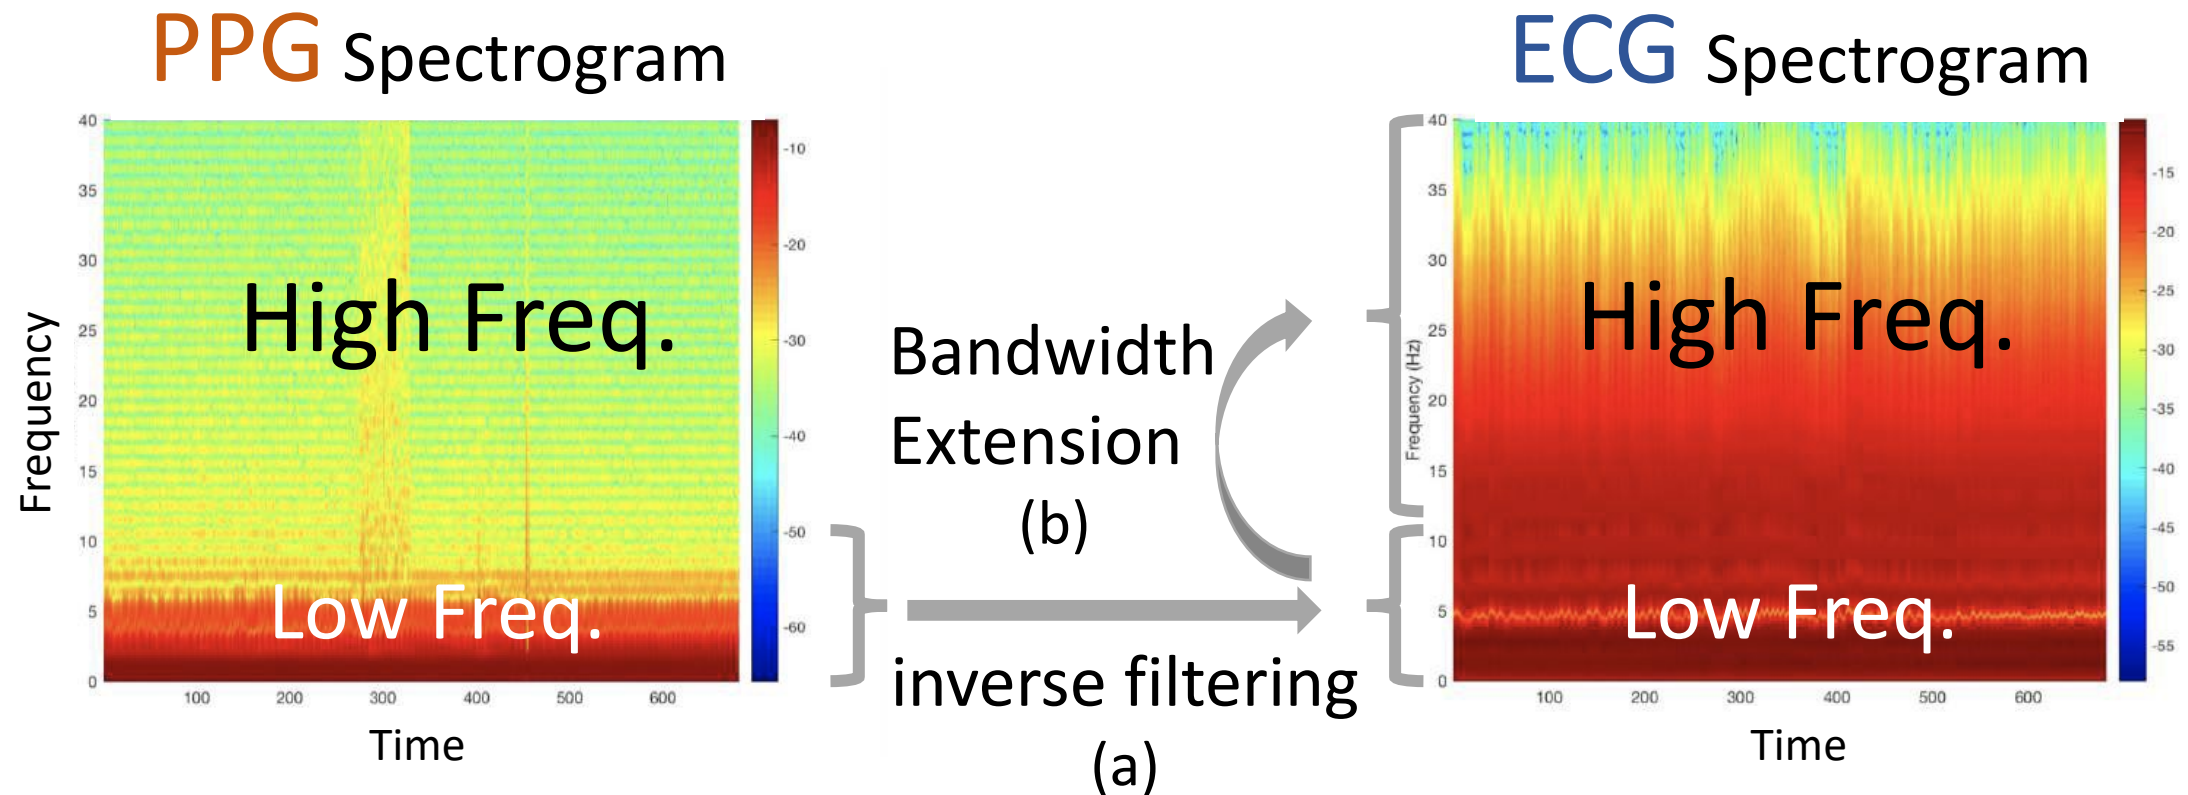 PPG Spectrogram
40
35
30
25
20
15
10
5
0
Frequency
High Freq.
Low Freq.
100 200 300 400 500 600
Time
-10
-20
-30
-40
-50
-60
Bandwidth
Extension
(b)
inverse filtering
(a)
ECG Spectrogram
40
35
30
25
20
15
10
5
0
Frequency (Hz)
High Freq.
Low Freq.
100 200 300 400 500 600
Time
-15
-20
-25
-30
-35
-40
-45
-50
-55